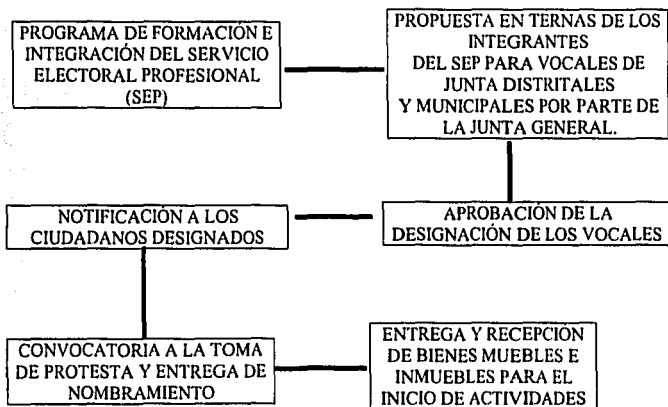 PROGRAMA DE FORMACIÓN E
INTEGRACIÓN DEL SERVICIO
ELECTORAL PROFESIONAL
(SEP)
PROPUESTA EN TERNAS DE LOS
INTEGRANTES
DEL SEP PARA VOCALES DE
JUNTA DISTRITALES
Y MUNICIPALES POR PARTE DE
LA JUNTA GENERAL.
APROBACIÓN DE LA
DESIGNACIÓN DE LOS VOCALES
NOTIFICACIÓN A LOS
CIUDADANOS DESIGNADOS
CONVOCATORIA A LA TOMA
DE PROTESTA Y ENTREGA DE
NOMBRAMIENTO
ENTREGA Y RECEPCIÓN
DE BIENES MUEBLES E
INMUEBLES PARA EL
INICIO DE ACTIVIDADES